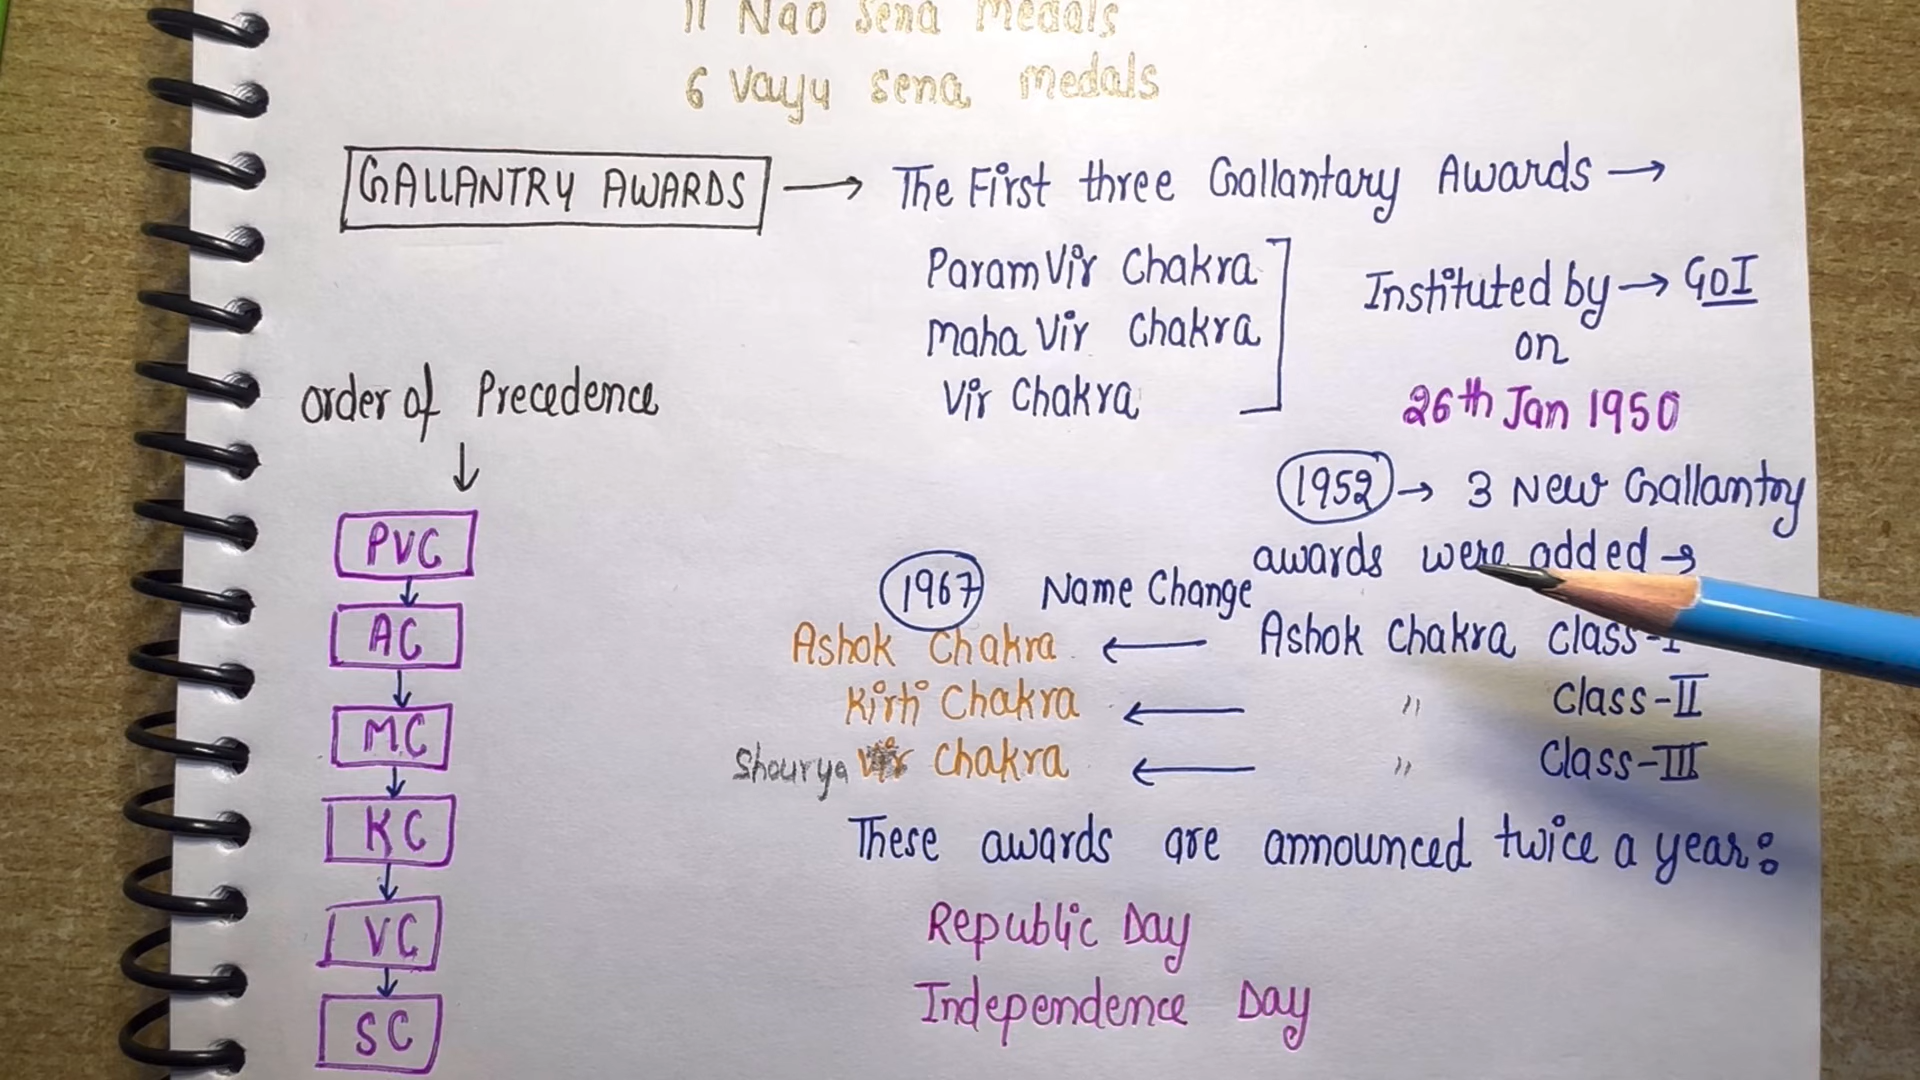 11 Nao Sena Medals
6 Vayu Sena Medals
GALLANTRY AWARDS → The First three Gallantary Awards →
Param Vir Chakra
Maha Vir Chakra
Vir Chakra
Instituted by → GOI
on
26th Jan 1950
Order of Precedence
↓
PVC
AC
MC
KC
VC
SC
1952 → 3 New Gallantry
awards were added →
1967 Name Change
Ashok Chakra ← Ashok Chakra Class-I
Kirti Chakra ← " Class-II
Shourya Chakra ← " Class-III
These awards are announced twice a year:
Republic Day
Independence Day